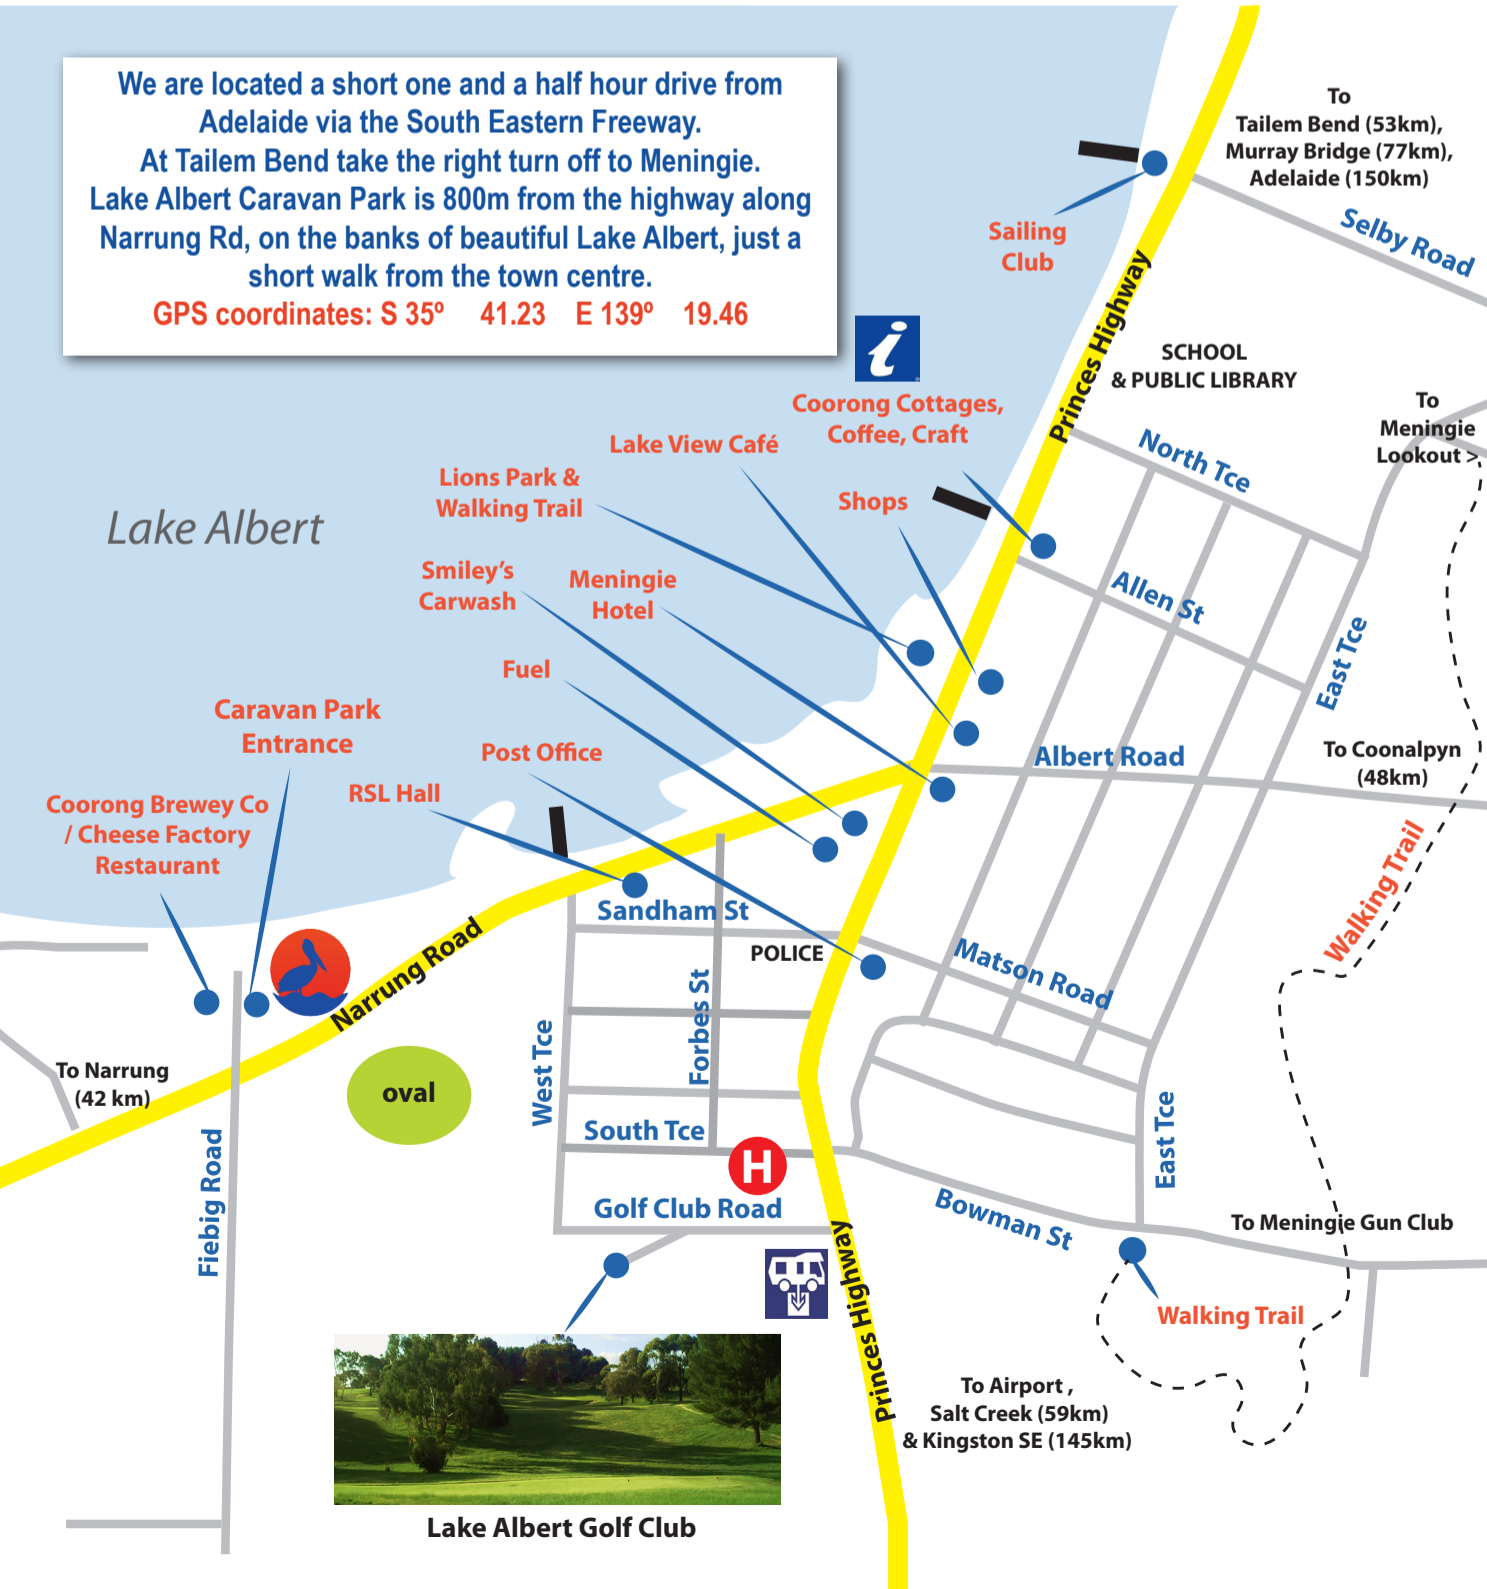 We are located a short one and a half hour drive from
Adelaide via the South Eastern Freeway.
At Tailem Bend take the right turn off to Meningie.
Lake Albert Caravan Park is 800m from the highway along
Narrung Rd, on the banks of beautiful Lake Albert, just a
short walk from the town centre.
GPS coordinates: S 35º 41.23 E 139º 19.46
To
Tailem Bend (53km),
Murray Bridge (77km),
Adelaide (150km)
Selby Road
Sailing
Club
Princes Highway
i
SCHOOL
& PUBLIC LIBRARY
Coorong Cottages,
Coffee, Craft
To
Meningie
Lookout >
North Tce
Lake View Café
Lions Park &
Walking Trail
Shops
Lake Albert
Smiley's
Carwash
Meningie
Hotel
Allen St
East Tce
Fuel
Caravan Park
Entrance
Post Office
RSL Hall
Albert Road
To Coonalpyn
(48km)
Coorong Brewey Co
/ Cheese Factory
Restaurant
Walking Trail
Sandham St
POLICE
Matson Road
Narrung Road
Forbes St
West Tce
To Narrung
(42 km)
oval
South Tce
H
East Tce
Fiebig Road
Golf Club Road
Bowman St
To Meningie Gun Club
Princes Highway
Walking Trail
To Airport ,
Salt Creek (59km)
& Kingston SE (145km)
Lake Albert Golf Club